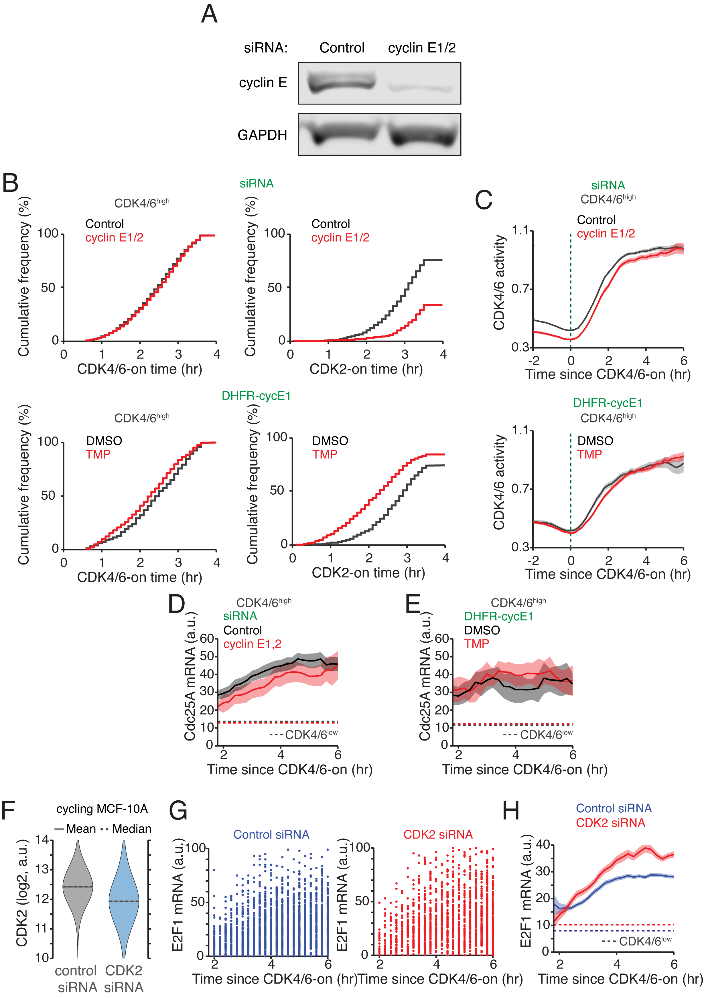 A
siRNA: Control cyclin E1/2
cyclin E
GAPDH
B
siRNA
CDK4/6high
Control
cyclin E1/2
Cumulative frequency (%)
100
50
0
0 1 2 3 4
CDK4/6-on time (hr)
Control
cyclin E1/2
Cumulative frequency (%)
100
50
0
0 1 2 3 4
CDK2-on time (hr)
DHFR-cycE1
CDK4/6high
DMSO
TMP
Cumulative frequency (%)
100
50
0
0 1 2 3 4
CDK4/6-on time (hr)
DMSO
TMP
Cumulative frequency (%)
100
50
0
0 1 2 3 4
CDK2-on time (hr)
C
siRNA
CDK4/6high
Control
cyclin E1/2
CDK4/6 activity
1.1
0.7
0.3
-2 0 2 4 6
Time since CDK4/6-on (hr)
DHFR-cycE1
CDK4/6high
DMSO
TMP
CDK4/6 activity
1.1
0.7
0.3
-2 0 2 4 6
Time since CDK4/6-on (hr)
D
CDK4/6high
siRNA
Control
cyclin E1,2
Cdc25A mRNA (a.u.)
60
50
40
30
20
10
0
CDK4/6low
2 4 6
Time since CDK4/6-on (hr)
E
CDK4/6high
DHFR-cycE1
DMSO
TMP
Cdc25A mRNA (a.u.)
60
50
40
30
20
10
0
CDK4/6low
2 4 6
Time since CDK4/6-on (hr)
F
cycling MCF-10A
Mean Median
CDK2 (log2, a.u.)
14
13
12
11
10
control siRNA
CDK2 siRNA
G
Control siRNA
E2F1 mRNA (a.u.)
100
50
0
2 4 6
Time since CDK4/6-on (hr)
CDK2 siRNA
E2F1 mRNA (a.u.)
100
50
0
2 4 6
Time since CDK4/6-on (hr)
H
Control siRNA
CDK2 siRNA
E2F1 mRNA (a.u.)
40
30
20
10
0
CDK4/6low
2 4 6
Time since CDK4/6-on (hr)